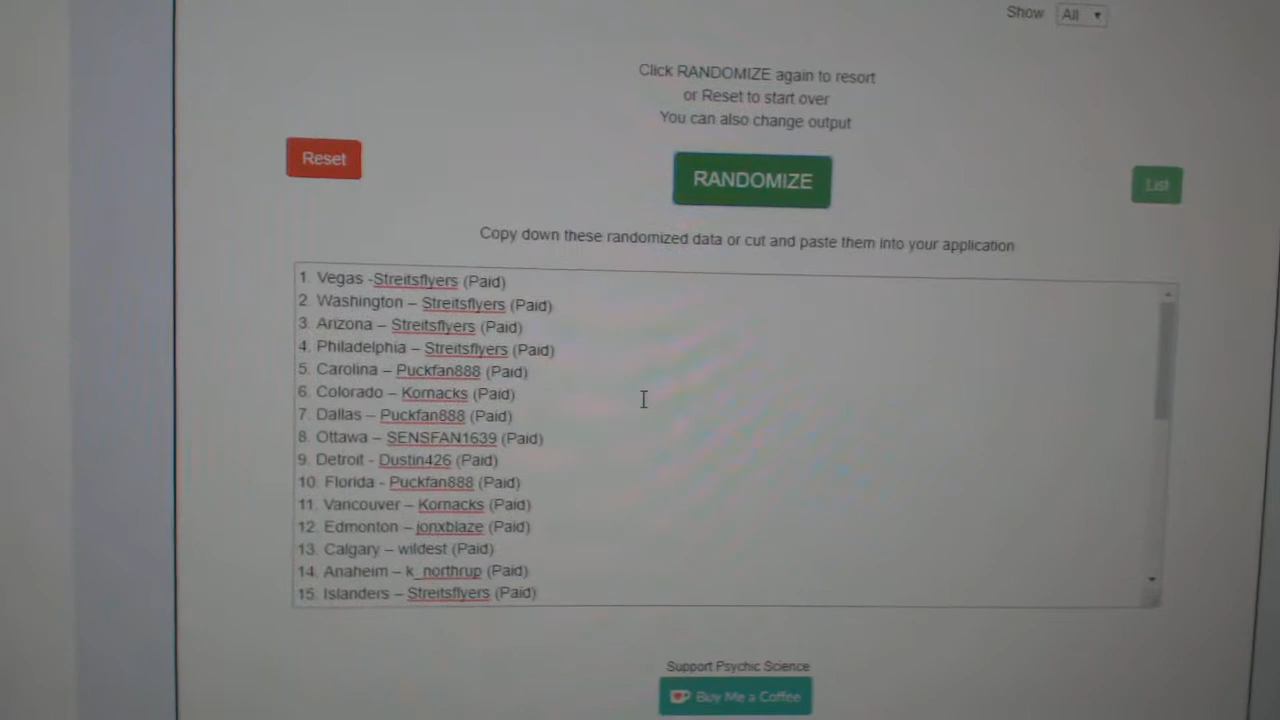 Show All
Click RANDOMIZE again to resort
or Reset to start over
You can also change output
Reset
RANDOMIZE
List
Copy down these randomized data or cut and paste them into your application
1. Vegas -Streitsflyers (Paid)
2. Washington – Streitsflyers (Paid)
3. Arizona – Streitsflyers (Paid)
4. Philadelphia – Streitsflyers (Paid)
5. Carolina – Puckfan888 (Paid)
6. Colorado – Kornacks (Paid)
7. Dallas – Puckfan888 (Paid)
8. Ottawa – SENSFAN1639 (Paid)
9. Detroit - Dustin426 (Paid)
10. Florida - Puckfan888 (Paid)
11. Vancouver – Kornacks (Paid)
12. Edmonton – jonxblaze (Paid)
13. Calgary – wildest (Paid)
14. Anaheim – k_northrup (Paid)
15. Islanders – Streitsflyers (Paid)
Support Psychic Science
Buy Me a Coffee